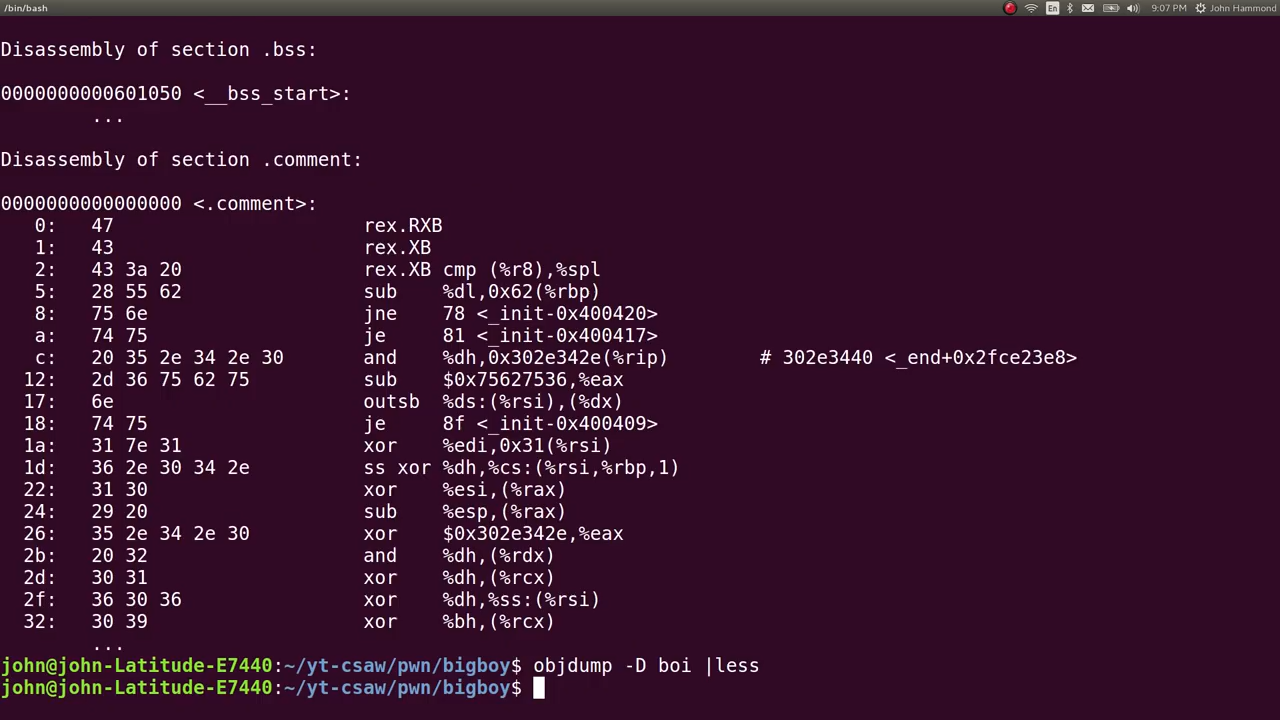 /bin/bash
En
9:07 PM
John Hammond
Disassembly of section .bss:
0000000000601050 <__bss_start>:
...
Disassembly of section .comment:
0000000000000000 <.comment>:
0: 47 rex.RXB
1: 43 rex.XB
2: 43 3a 20 rex.XB cmp (%r8),%spl
5: 28 55 62 sub %dl,0x62(%rbp)
8: 75 6e jne 78 <_init-0x400420>
a: 74 75 je 81 <_init-0x400417>
c: 20 35 2e 34 2e 30 and %dh,0x302e342e(%rip) # 302e3440 <_end+0x2fce23e8>
12: 2d 36 75 62 75 sub $0x75627536,%eax
17: 6e outsb %ds:(%rsi),(%dx)
18: 74 75 je 8f <_init-0x400409>
1a: 31 7e 31 xor %edi,0x31(%rsi)
1d: 36 2e 30 34 2e ss xor %dh,%cs:(%rsi,%rbp,1)
22: 31 30 xor %esi,(%rax)
24: 29 20 sub %esp,(%rax)
26: 35 2e 34 2e 30 xor $0x302e342e,%eax
2b: 20 32 and %dh,(%rdx)
2d: 30 31 xor %dh,(%rcx)
2f: 36 30 36 xor %dh,%ss:(%rsi)
32: 30 39 xor %bh,(%rcx)
...
john@john-Latitude-E7440:~/yt-csaw/pwn/bigboy$ objdump -D boi |less
john@john-Latitude-E7440:~/yt-csaw/pwn/bigboy$